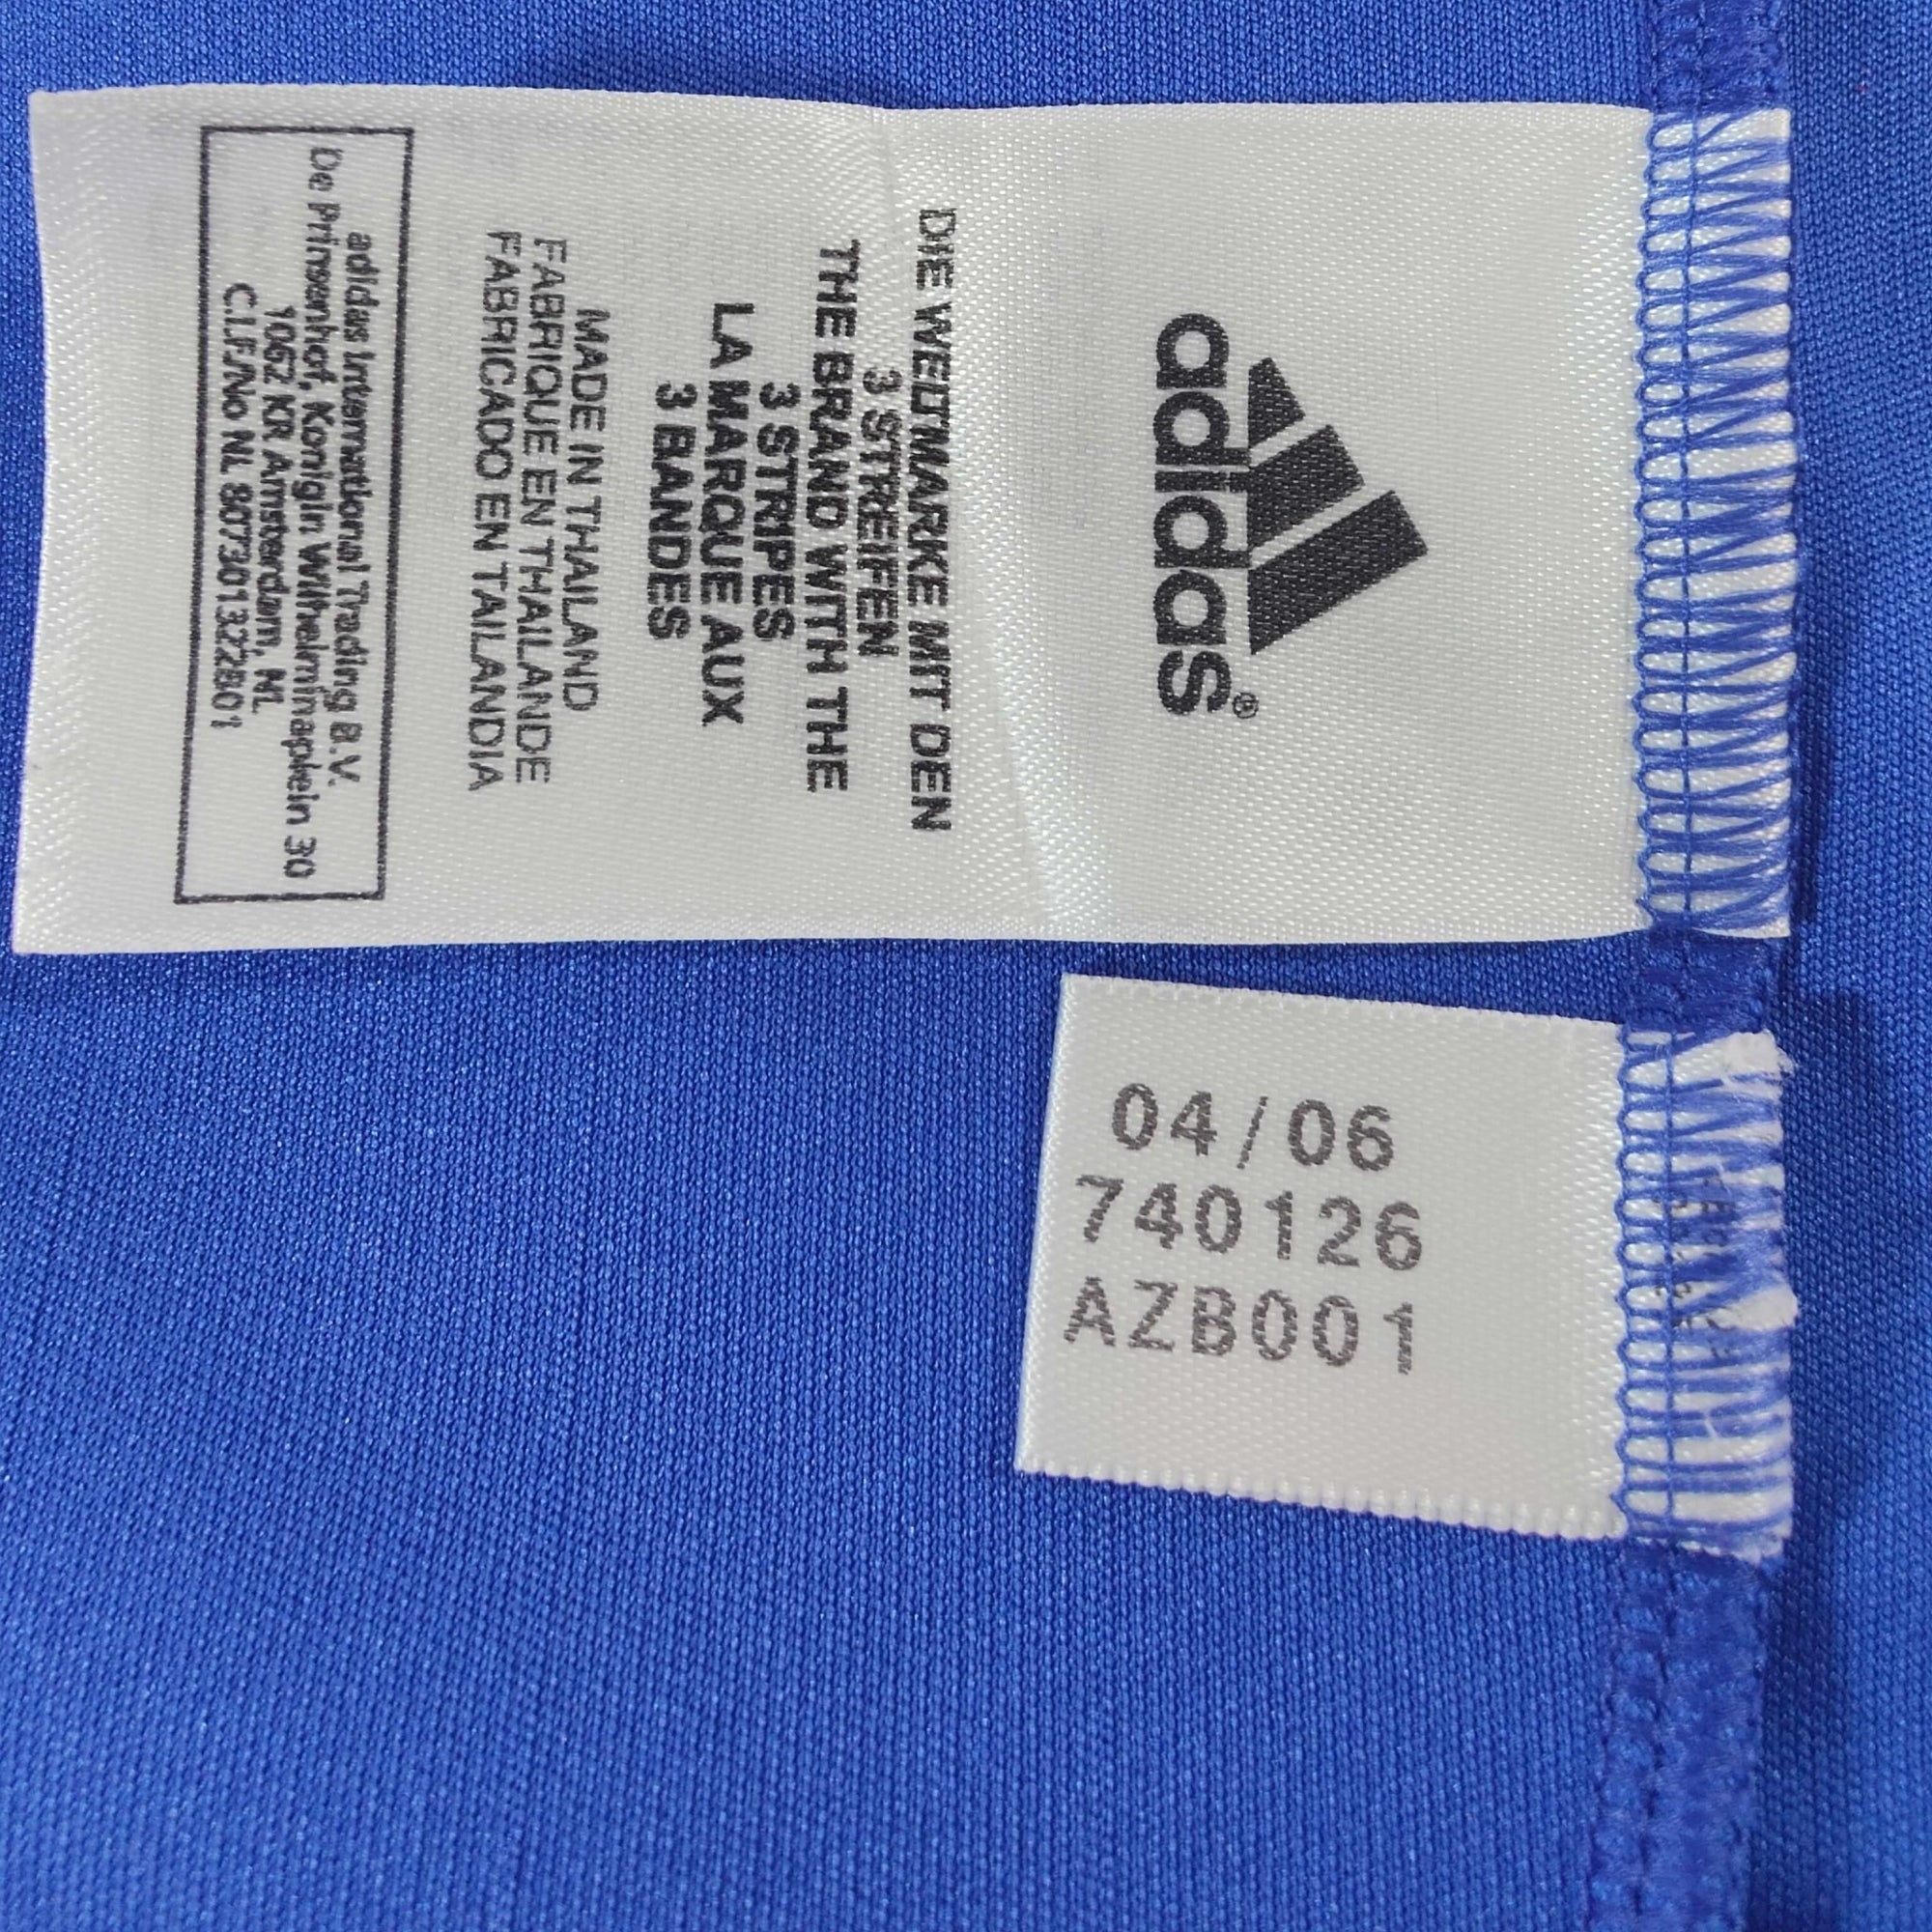 adidas®
DIE WELTMARKE MIT DEN
3 STREIFEN
THE BRAND WITH THE
3 STRIPES
LA MARQUE AUX
3 BANDES
MADE IN THAILAND
FABRIQUE EN THAILANDE
FABRICADO EN TAILANDIA
adidas International Trading B.V.
De Prinsenhof, Konigin Wilhelminaplein 30
1062 KR Amsterdam, NL
C.I.F./No NL 807301322B01
04/06
740126
AZB001